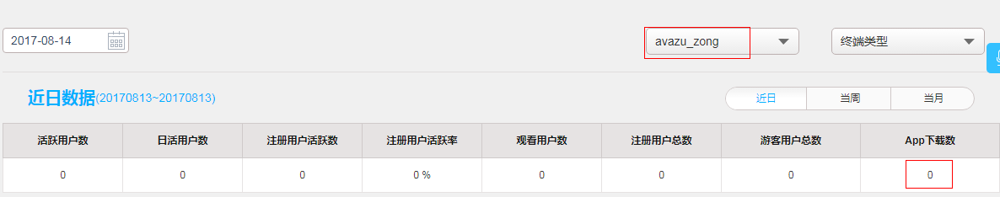 2017-08-14 avazu_zong 终端类型
近日数据(20170813~20170813) 近日 当周 当月
活跃用户数 日活用户数 注册用户活跃数 注册用户活跃率 观看用户数 注册用户总数 游客用户总数 App下载数
0 0 0 0 % 0 0 0 0